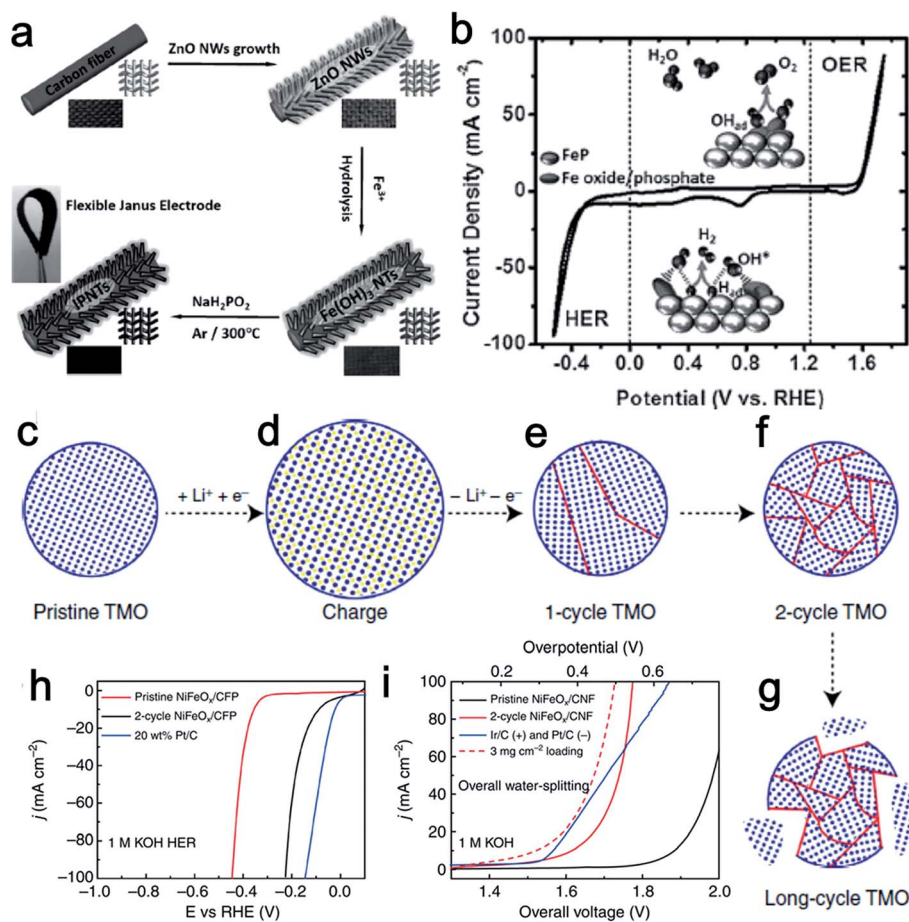 a
Carbon fiber
ZnO NWs growth
ZnO NWs
Fe3+
Hydrolysis
Flexible Janus Electrode
IPNTs
NaH2PO2
Ar / 300℃
Fe(OH)3 NTs
b
Current Density (mA cm-2)
100
50
0
-50
-100
H2O
O2
OER
OHad
FeP
Fe oxide/phosphate
H2
OH*
Had
HER
-0.4 0.0 0.4 0.8 1.2 1.6
Potential (V vs. RHE)
c
d
e
f
+ Li+ + e−
− Li+ − e−
Pristine TMO
Charge
1-cycle TMO
2-cycle TMO
h
j (mA cm−2)
0
−20
−40
−60
−80
−100
Pristine NiFeOx/CFP
2-cycle NiFeOx/CFP
20 wt% Pt/C
1 M KOH HER
−1.0 −0.8 −0.6 −0.4 −0.2 0.0
E vs RHE (V)
i
Overpotential (V)
0.2 0.4 0.6
j (mA cm−2)
100
80
60
40
20
0
Pristine NiFeOx/CNF
2-cycle NiFeOx/CNF
Ir/C (+) and Pt/C (−)
3 mg cm−2 loading
Overall water-splitting
1 M KOH
1.4 1.6 1.8 2.0
Overall voltage (V)
g
Long-cycle TMO